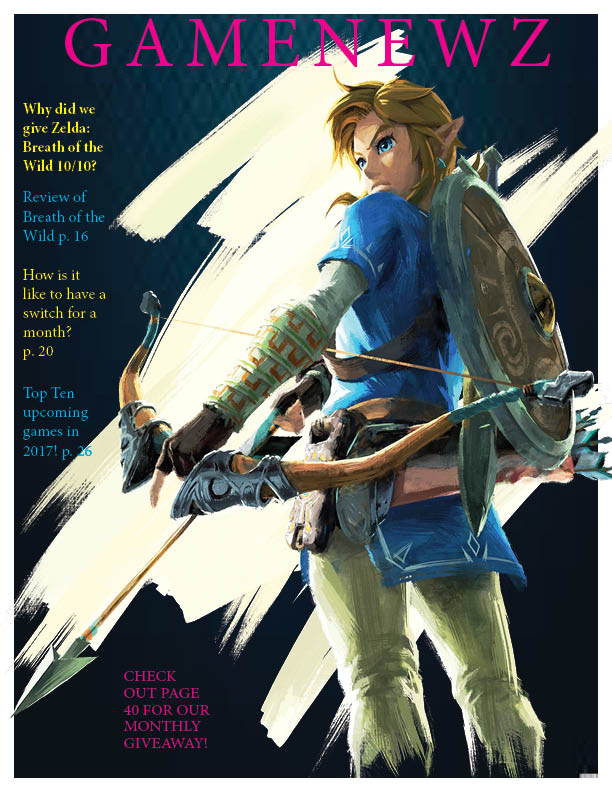 GAMENEWZ
Why did we
give Zelda:
Breath of the
Wild 10/10?
Review of
Breath of the
Wild p. 16
How is it
like to have a
switch for a
month?
p. 20
Top Ten
upcoming
games in
2017! p. 26
CHECK
OUT PAGE
40 FOR OUR
MONTHLY
GIVEAWAY!